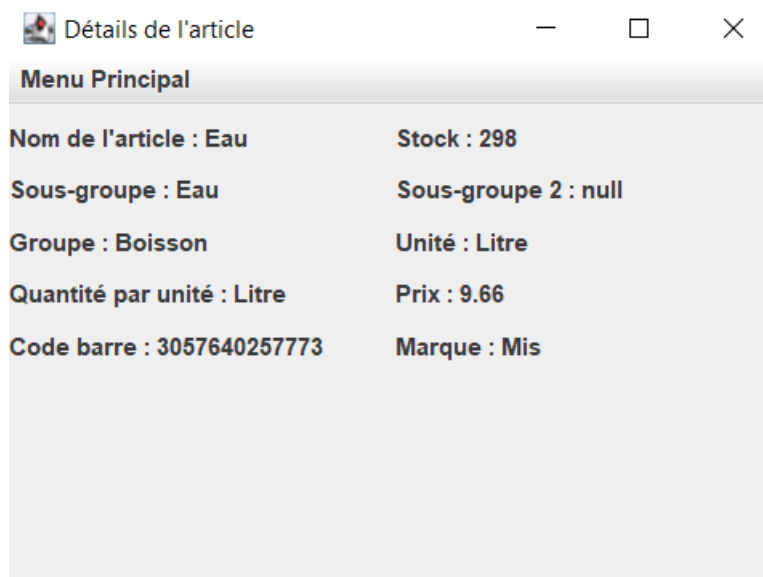 Détails de l'article
Menu Principal
Nom de l'article : Eau Stock : 298
Sous-groupe : Eau Sous-groupe 2 : null
Groupe : Boisson Unité : Litre
Quantité par unité : Litre Prix : 9.66
Code barre : 3057640257773 Marque : Mis